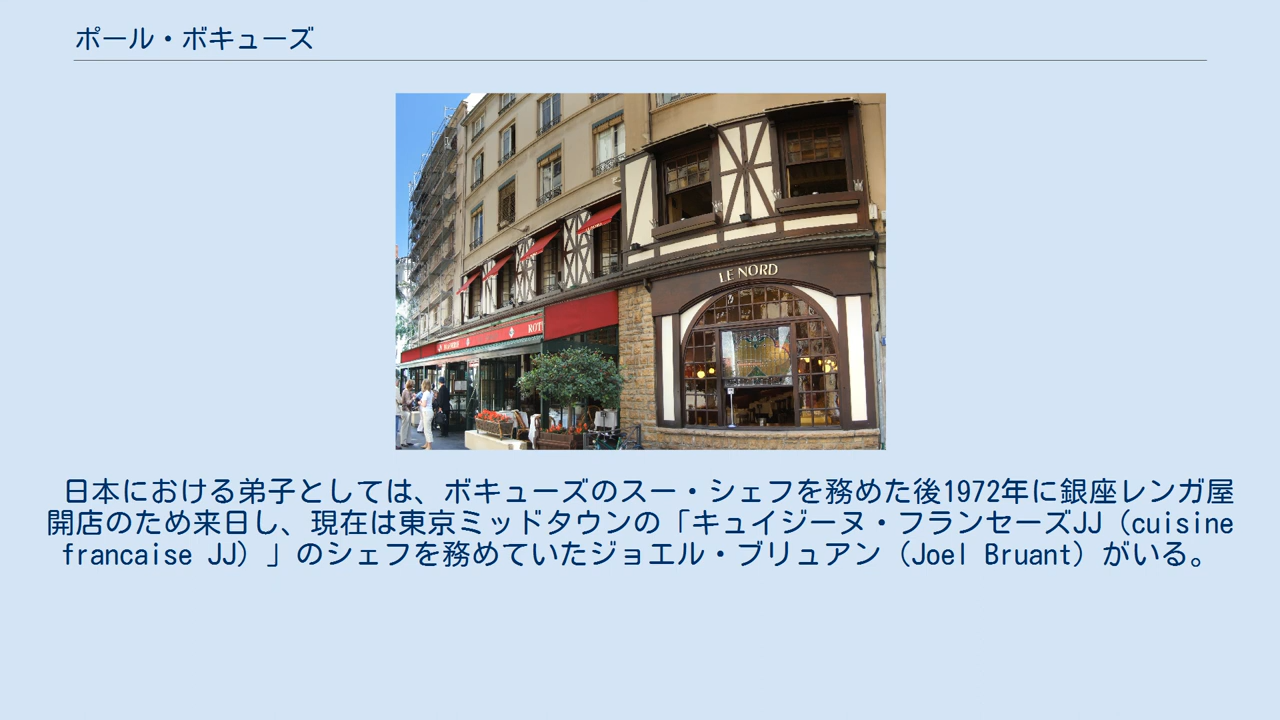 ポール・ボキューズ
LE NORD
ROT
日本における弟子としては、ボキューズのスー・シェフを務めた後1972年に銀座レンガ屋
開店のため来日し、現在は東京ミッドタウンの「キュイジーヌ・フランセーズJJ（cuisine
francaise JJ）」のシェフを務めていたジョエル・ブリュアン（Joel Bruant）がいる。